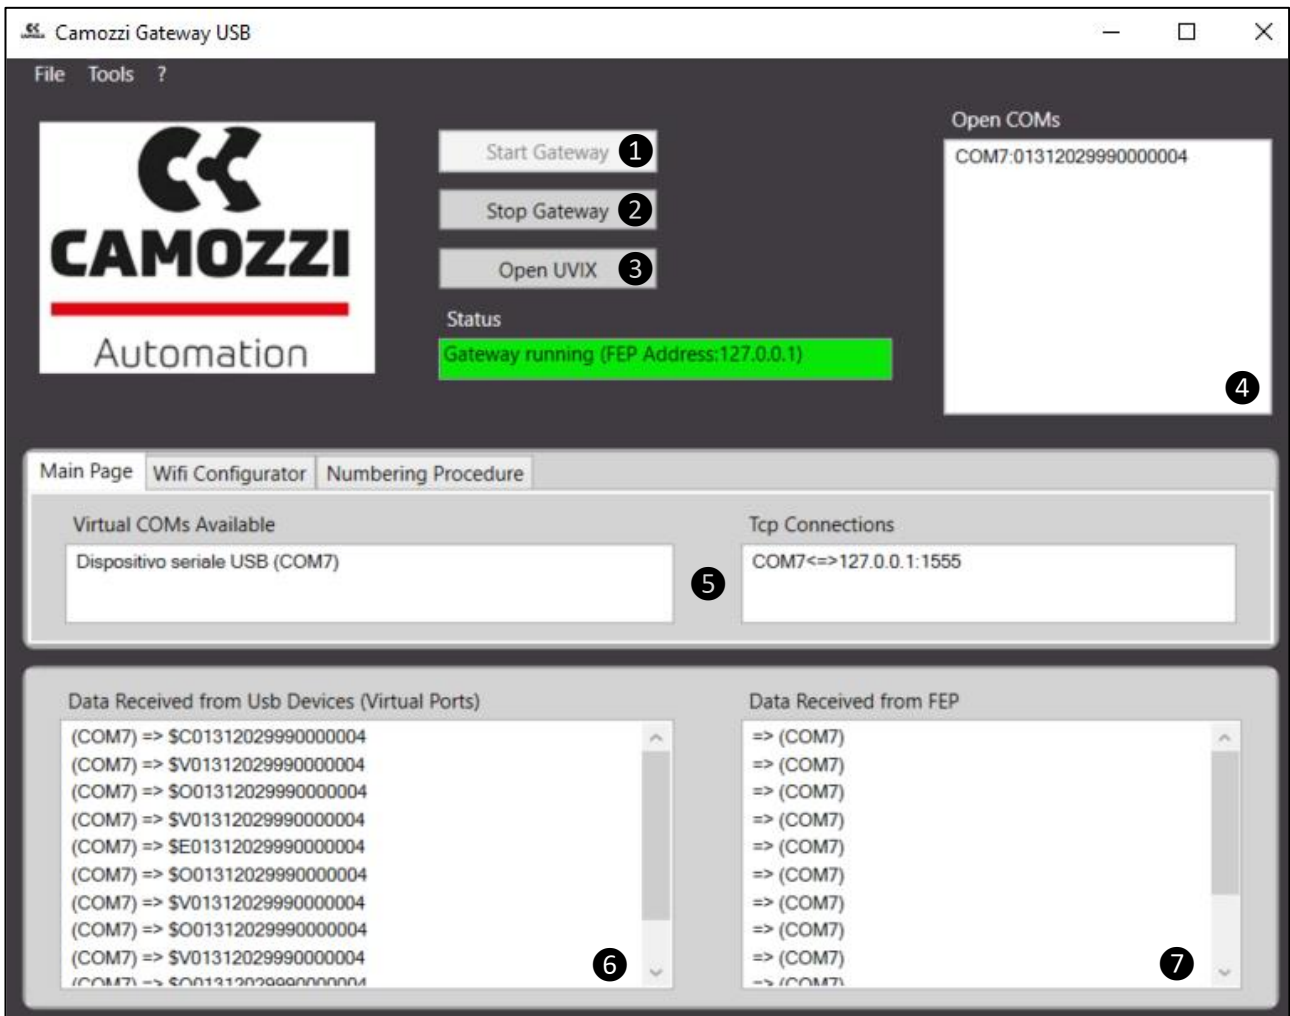 Camozzi Gateway USB
File Tools ?
CAMOZZI
Automation
Start Gateway 1
Stop Gateway 2
Open UVIX 3
Status
Gateway running (FEP Address:127.0.0.1)
Open COMs
COM7:01312029990000004
4
Main Page Wifi Configurator Numbering Procedure
Virtual COMs Available
Dispositivo seriale USB (COM7)
5
Tcp Connections
COM7<=>127.0.0.1:1555
Data Received from Usb Devices (Virtual Ports)
(COM7) => $C01312029990000004
(COM7) => $V01312029990000004
(COM7) => $O01312029990000004
(COM7) => $V01312029990000004
(COM7) => $E01312029990000004
(COM7) => $O01312029990000004
(COM7) => $V01312029990000004
(COM7) => $O01312029990000004
(COM7) => $V01312029990000004
(COM7) => $O01312029990000004
6
Data Received from FEP
=> (COM7)
=> (COM7)
=> (COM7)
=> (COM7)
=> (COM7)
=> (COM7)
=> (COM7)
=> (COM7)
=> (COM7)
=> (COM7)
7